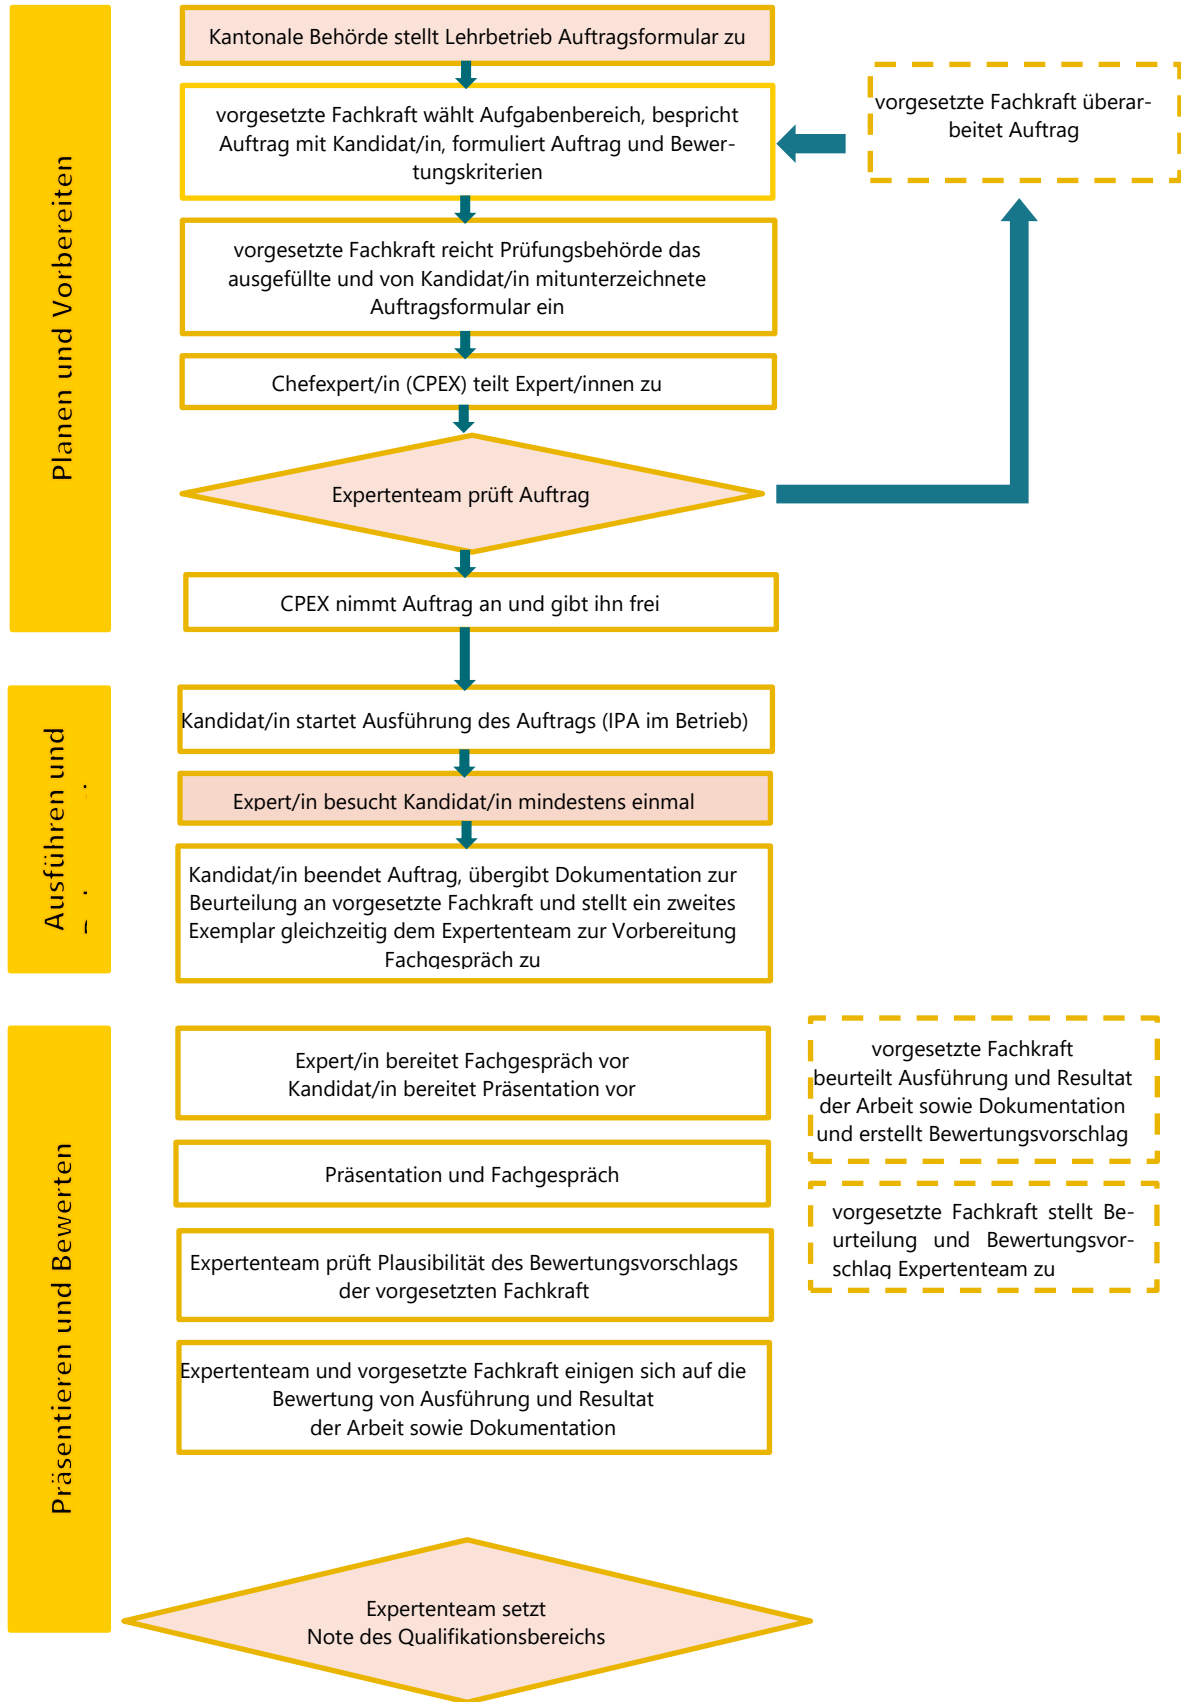 Planen und Vorbereiten
Kantonale Behörde stellt Lehrbetrieb Auftragsformular zu
vorgesetzte Fachkraft wählt Aufgabenbereich, bespricht
Auftrag mit Kandidat/in, formuliert Auftrag und Bewer-
tungskriterien
vorgesetzte Fachkraft überar-
beitet Auftrag
vorgesetzte Fachkraft reicht Prüfungsbehörde das
ausgefüllte und von Kandidat/in mitunterzeichnete
Auftragsformular ein
Chefexpert/in (CPEX) teilt Expert/innen zu
Expertenteam prüft Auftrag
CPEX nimmt Auftrag an und gibt ihn frei
Ausführen und
Kandidat/in startet Ausführung des Auftrags (IPA im Betrieb)
Expert/in besucht Kandidat/in mindestens einmal
Kandidat/in beendet Auftrag, übergibt Dokumentation zur
Beurteilung an vorgesetzte Fachkraft und stellt ein zweites
Exemplar gleichzeitig dem Expertenteam zur Vorbereitung
Fachgespräch zu
Präsentieren und Bewerten
Expert/in bereitet Fachgespräch vor
Kandidat/in bereitet Präsentation vor
vorgesetzte Fachkraft
beurteilt Ausführung und Resultat
der Arbeit sowie Dokumentation
und erstellt Bewertungsvorschlag
Präsentation und Fachgespräch
vorgesetzte Fachkraft stellt Be-
urteilung und Bewertungsvor-
schlag Expertenteam zu
Expertenteam prüft Plausibilität des Bewertungsvorschlags
der vorgesetzten Fachkraft
Expertenteam und vorgesetzte Fachkraft einigen sich auf die
Bewertung von Ausführung und Resultat
der Arbeit sowie Dokumentation
Expertenteam setzt
Note des Qualifikationsbereichs